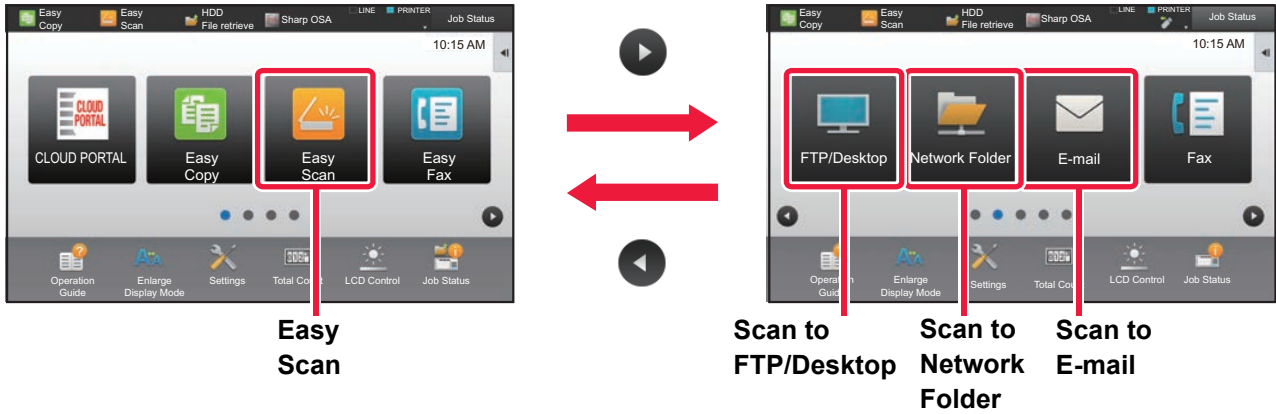 Easy
Copy
Easy
Scan
HDD
File retrieve
Sharp OSA
LINE
PRINTER
Job Status
10:15 AM
CLOUD
PORTAL
CLOUD PORTAL
Easy
Copy
Easy
Scan
Easy
Fax
Operation
Guide
Enlarge
Display Mode
Settings
Total Count
LCD Control
Job Status
Easy
Scan
Easy
Copy
Easy
Scan
HDD
File retrieve
Sharp OSA
LINE
PRINTER
Job Status
10:15 AM
FTP/Desktop
Network Folder
E-mail
Fax
Operation
Guide
Enlarge
Display Mode
Settings
Total Count
LCD Control
Job Status
Scan to
FTP/Desktop
Scan to
Network
Folder
Scan to
E-mail